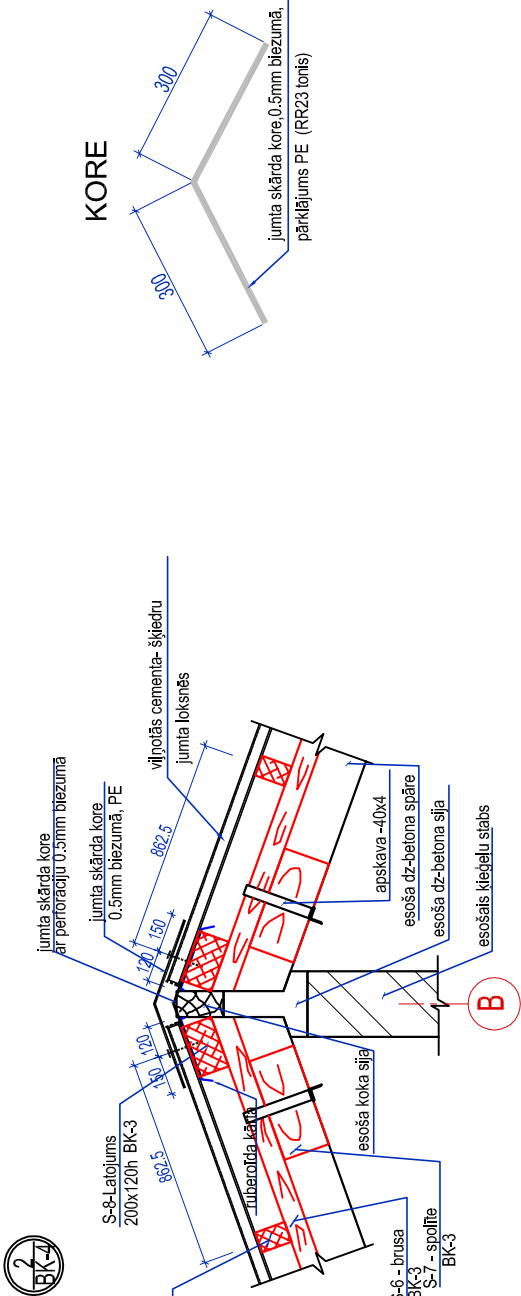 KORE
300
300
jumta skārda kore,0.5mm biezumā,
pārklājums PE (RR23 tonis)
2
BK-4
jumta skārda kore
ar perforāciju 0.5mm biezumā
jumta skārda kore
0.5mm biezumā, PE
viļņotās cementa- šķiedru
jumta loksnēs
S-8-Latojums
200x120h BK-3
862.5
150
120
120
150
862.5
ruberoīda kārta
esoša koka sija
apskava -40x4
esoša dz-betona spāre
esoša dz-betona sija
esošais ķieģeļu stabs
S-6 - brusa
BK-3
S-7 - spolīte
BK-3
B